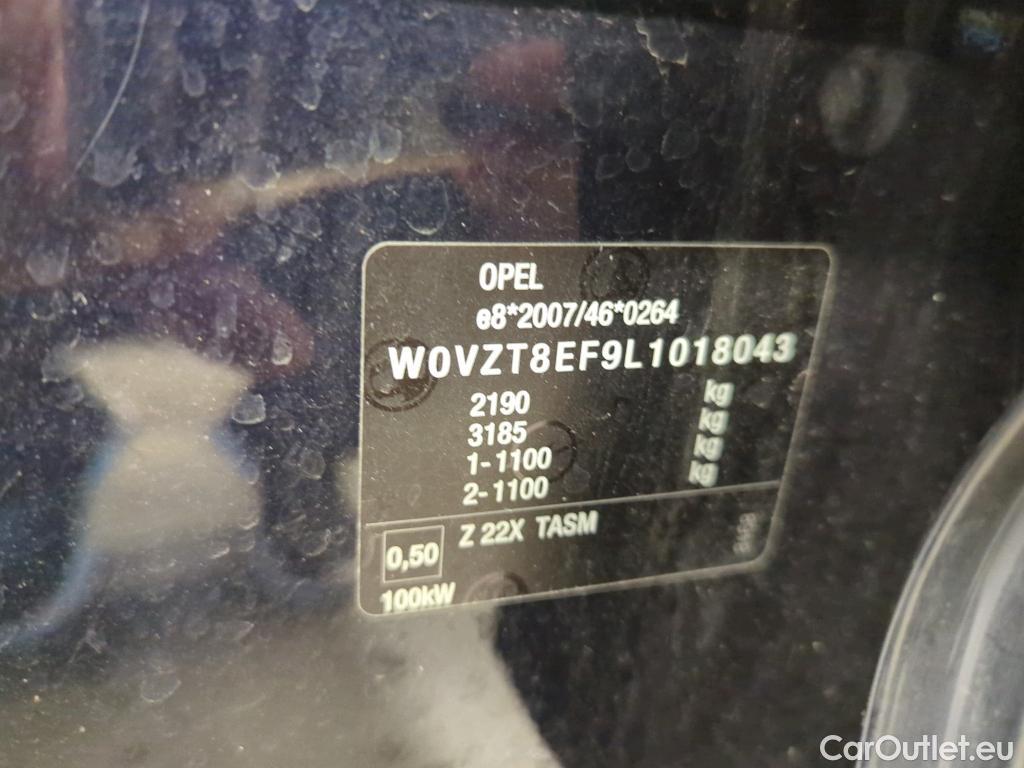 OPEL
e8*2007/46*0264
W0VZT8EF9L1018043
2190 kg
3185 kg
1-1100 kg
2-1100 kg
Z 22X TASM
0,50
100kW
CarOutlet.eu